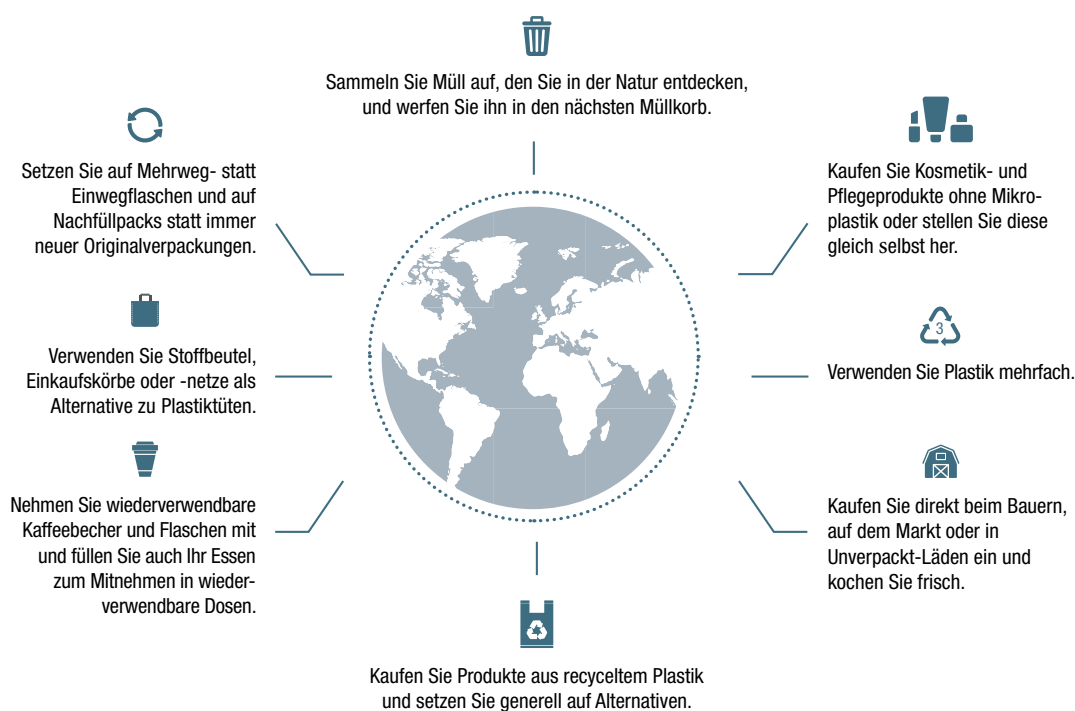 Sammeln Sie Müll auf, den Sie in der Natur entdecken,
und werfen Sie ihn in den nächsten Müllkorb.
Setzen Sie auf Mehrweg- statt
Einwegflaschen und auf
Nachfüllpacks statt immer
neuer Originalverpackungen.
Verwenden Sie Stoffbeutel,
Einkaufskörbe oder -netze als
Alternative zu Plastiktüten.
Nehmen Sie wiederverwendbare
Kaffeebecher und Flaschen mit
und füllen Sie auch Ihr Essen
zum Mitnehmen in wieder-
verwendbare Dosen.
Kaufen Sie Kosmetik- und
Pflegeprodukte ohne Mikro-
plastik oder stellen Sie diese
gleich selbst her.
3
Verwenden Sie Plastik mehrfach.
Kaufen Sie direkt beim Bauern,
auf dem Markt oder in
Unverpackt-Läden ein und
kochen Sie frisch.
Kaufen Sie Produkte aus recyceltem Plastik
und setzen Sie generell auf Alternativen.